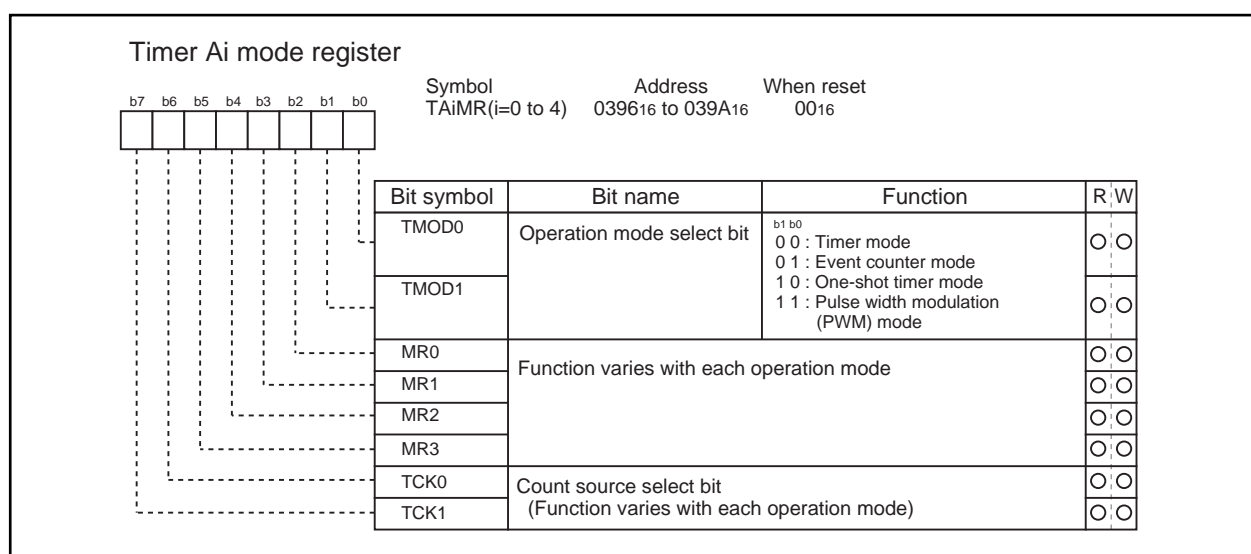 Timer Ai mode register
Symbol Address When reset
TAiMR(i=0 to 4) 039616 to 039A16 0016
b7 b6 b5 b4 b3 b2 b1 b0
Bit symbol Bit name Function R W
TMOD0 Operation mode select bit b1 b0
0 0 : Timer mode
0 1 : Event counter mode
1 0 : One-shot timer mode
TMOD1 1 1 : Pulse width modulation
(PWM) mode
MR0 Function varies with each operation mode
MR1
MR2
MR3
TCK0 Count source select bit
TCK1 (Function varies with each operation mode)